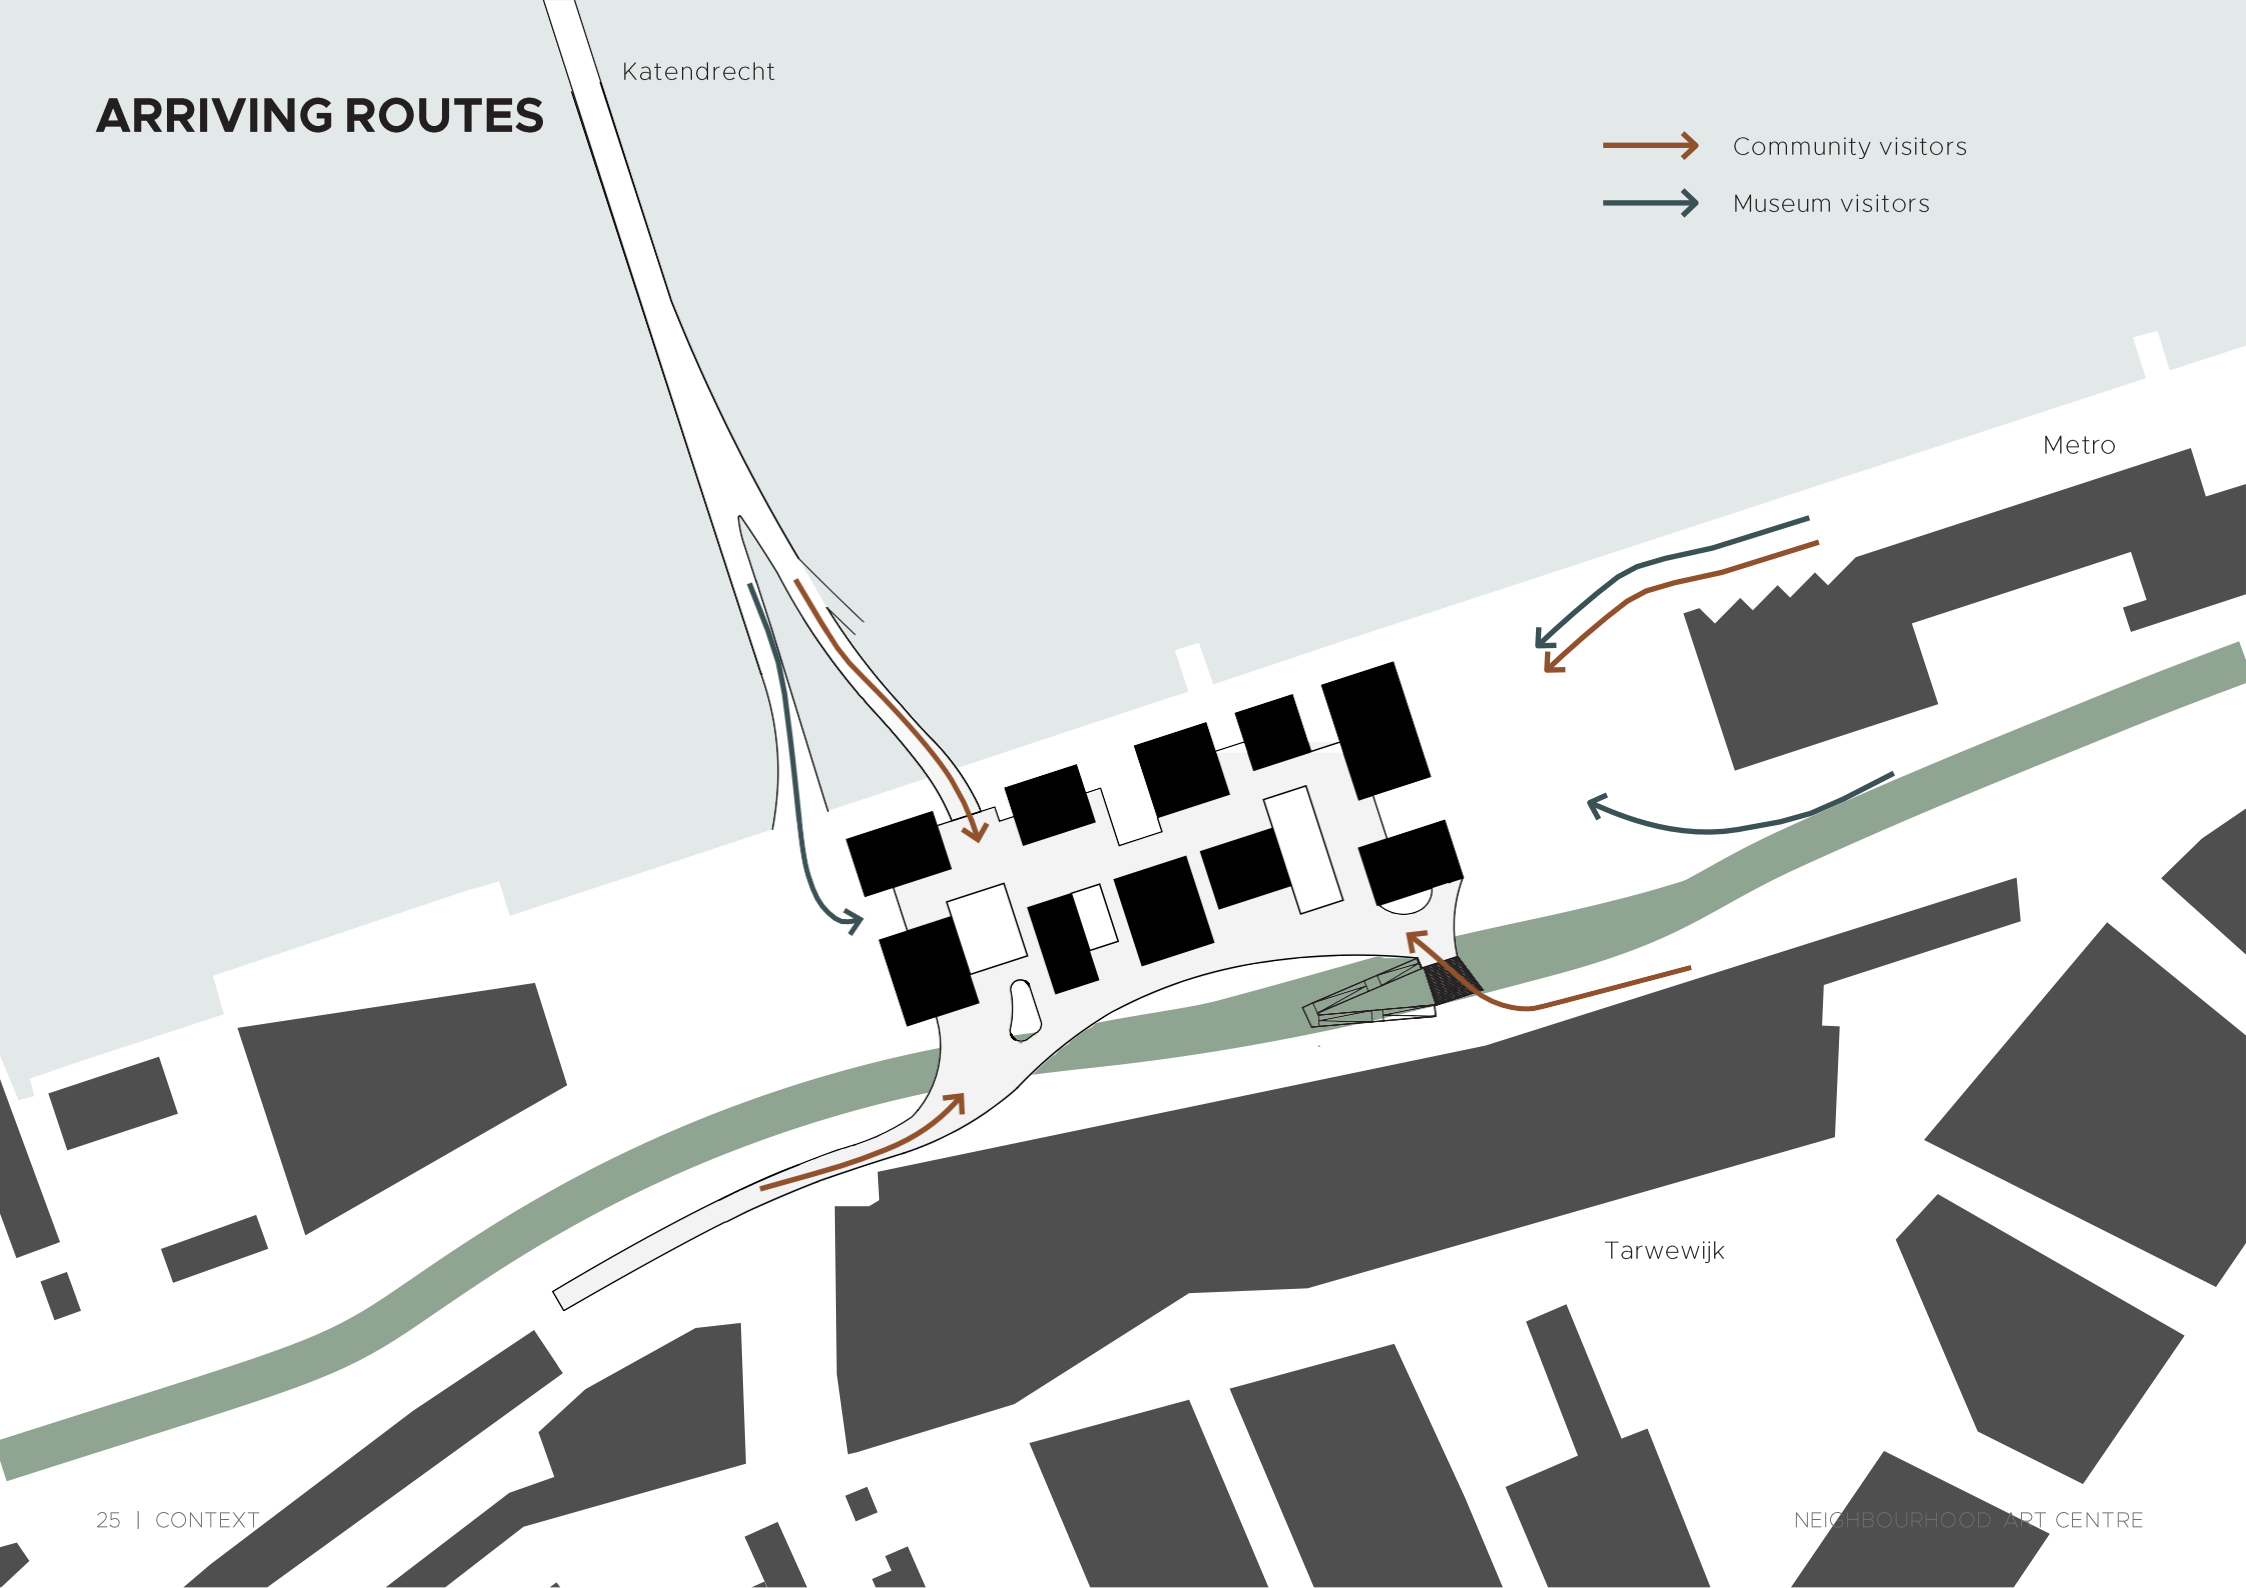 Katendrecht
ARRIVING ROUTES
Community visitors
Museum visitors
Metro
Tarwewijk
25 | CONTEXT
NEIGHBOURHOOD ART CENTRE